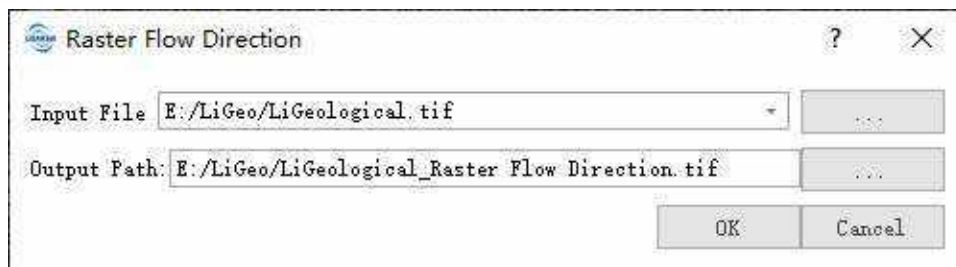 Raster Flow Direction ? ×
Input File E:/LiGeo/LiGeological.tif ...
Output Path: E:/LiGeo/LiGeological_Raster Flow Direction.tif ...
OK Cancel